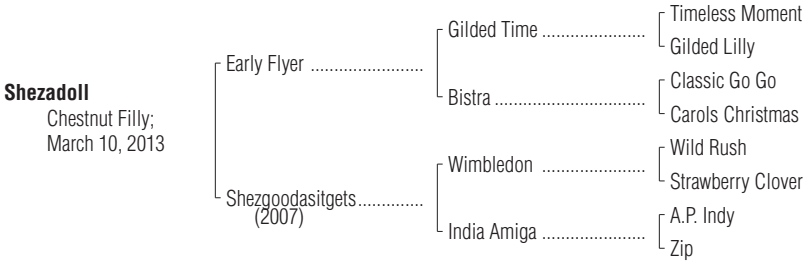 Timeless Moment
Gilded Time ......................
Gilded Lilly
Early Flyer ........................
Classic Go Go
Bistra ................................
Carols Christmas
Shezadoll
Chestnut Filly;
March 10, 2013
Wild Rush
Wimbledon ......................
Strawberry Clover
Shezgoodasitgets..............
(2007)
A.P. Indy
India Amiga ......................
Zip